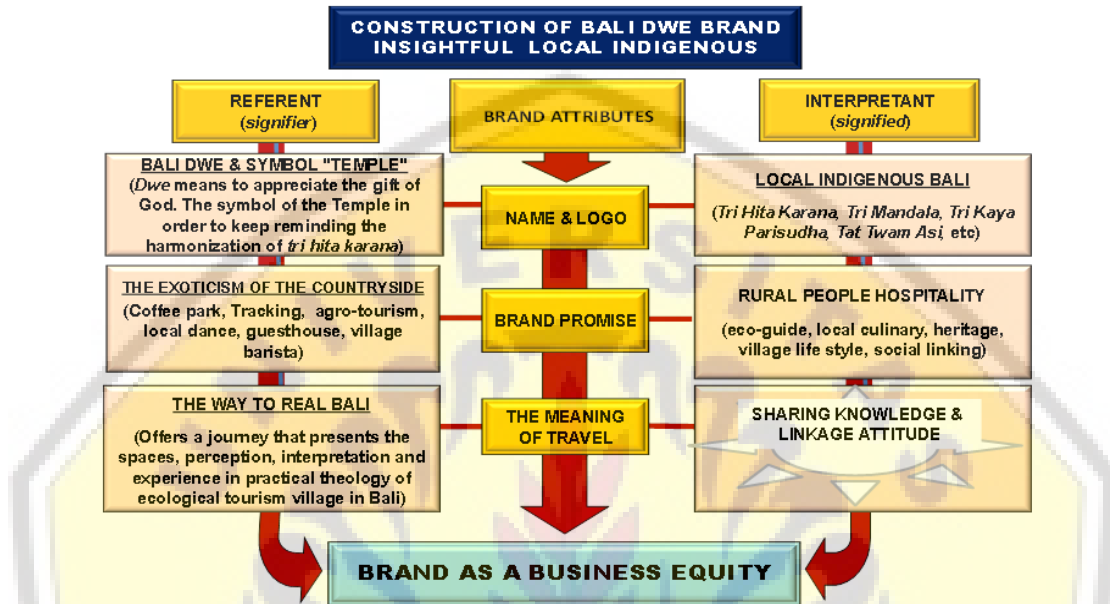 CONSTRUCTION OF BALI DWE BRAND
INSIGHTFUL LOCAL INDIGENOUS
REFERENT
(signifier)
BRAND ATTRIBUTES
INTERPRETANT
(signified)
BALI DWE & SYMBOL "TEMPLE"
(Dwe means to appreciate the gift of
God. The symbol of the Temple in
order to keep reminding the
harmonization of tri hita karana)
NAME & LOGO
LOCAL INDIGENOUS BALI
(Tri Hita Karana, Tri Mandala, Tri Kaya
Parisudha, Tat Twam Asi, etc)
THE EXOTICISM OF THE COUNTRYSIDE
(Coffee park, Tracking, agro-tourism,
local dance, guesthouse, village
barista)
BRAND PROMISE
RURAL PEOPLE HOSPITALITY
(eco-guide, local culinary, heritage,
village life style, social linking)
THE WAY TO REAL BALI
(Offers a journey that presents the
spaces, perception, interpretation and
experience in practical theology of
ecological tourism village in Bali)
THE MEANING
OF TRAVEL
SHARING KNOWLEDGE &
LINKAGE ATTITUDE
BRAND AS A BUSINESS EQUITY